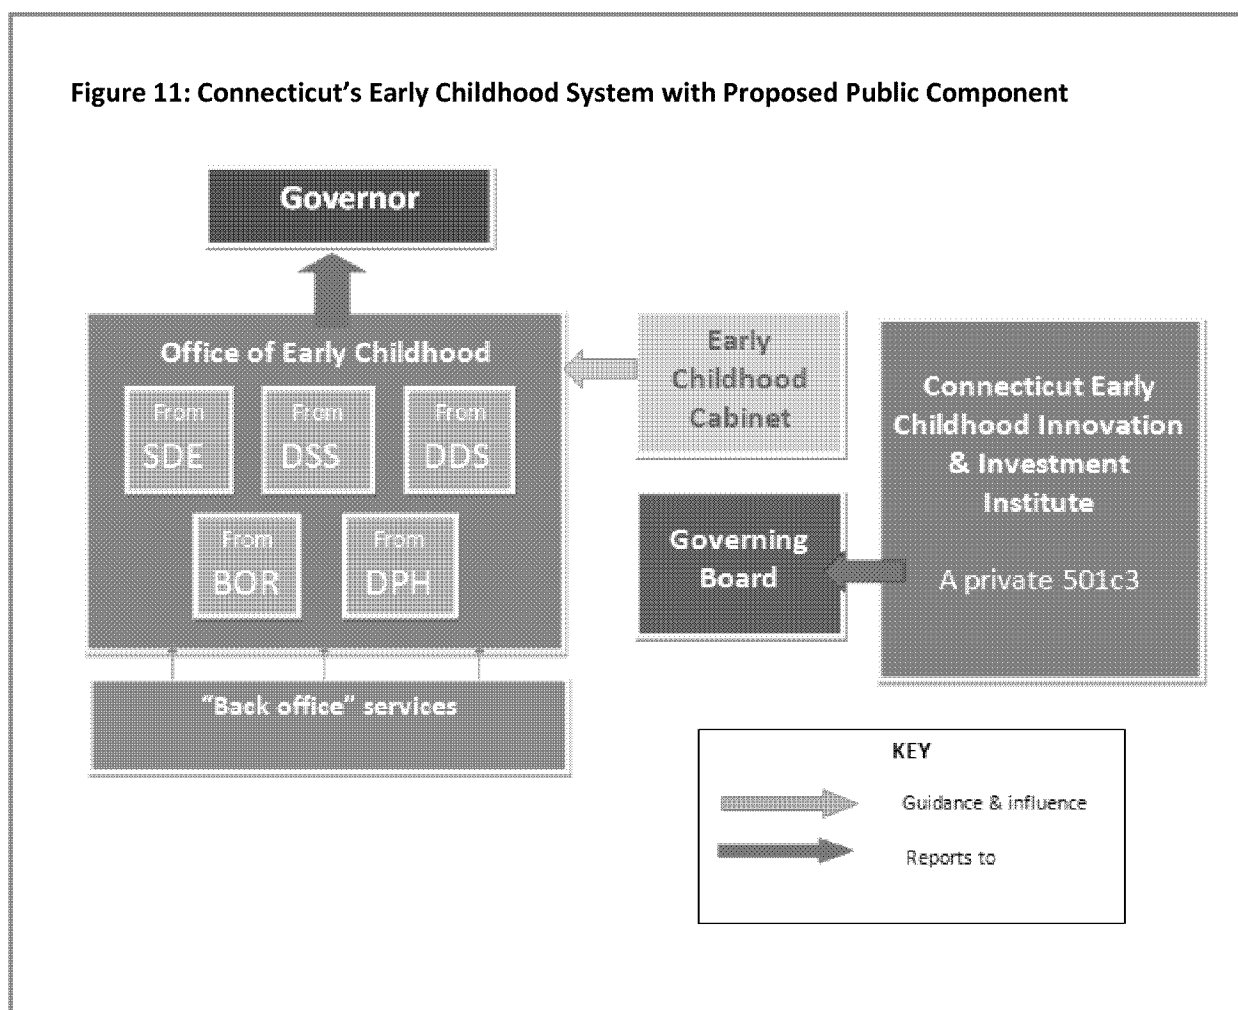 Figure 11: Connecticut’s Early Childhood System with Proposed Public Component
Governor
Office of Early Childhood
From
SDE
From
DSS
From
DDS
From
BOR
From
DPH
“Back office” services
Early
Childhood
Cabinet
Governing
Board
Connecticut Early
Childhood Innovation
& Investment
Institute
A private 501c3
KEY
Guidance & influence
Reports to